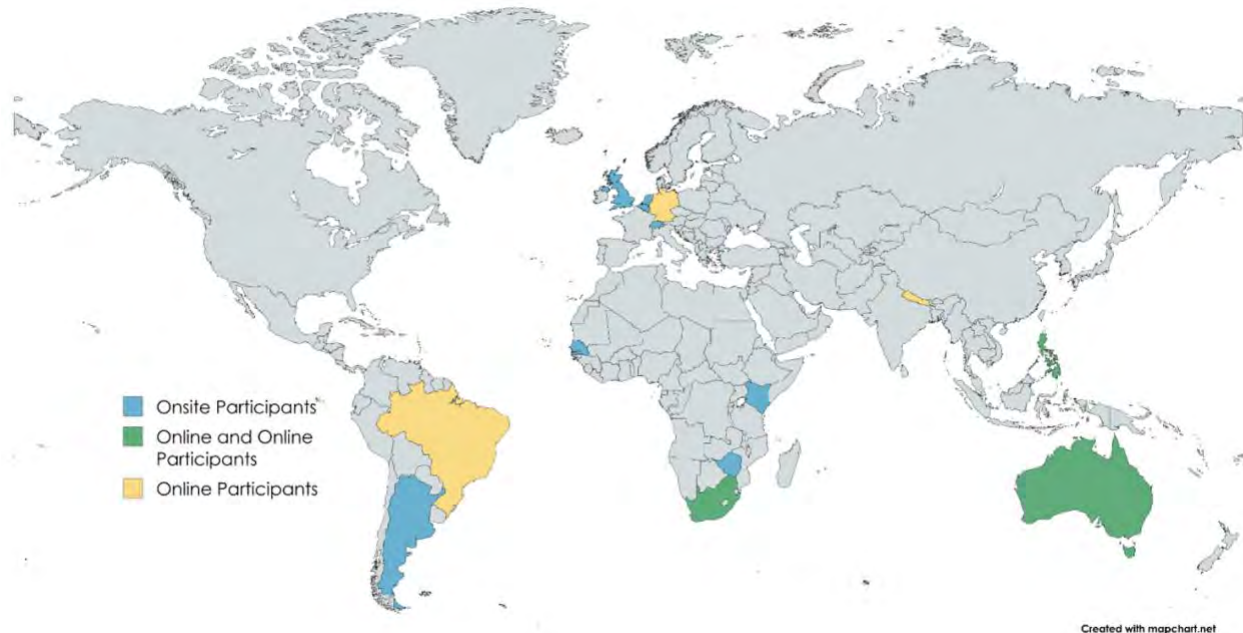 Onsite Participants
Online and Online
Participants
Online Participants
Created with mapchart.net